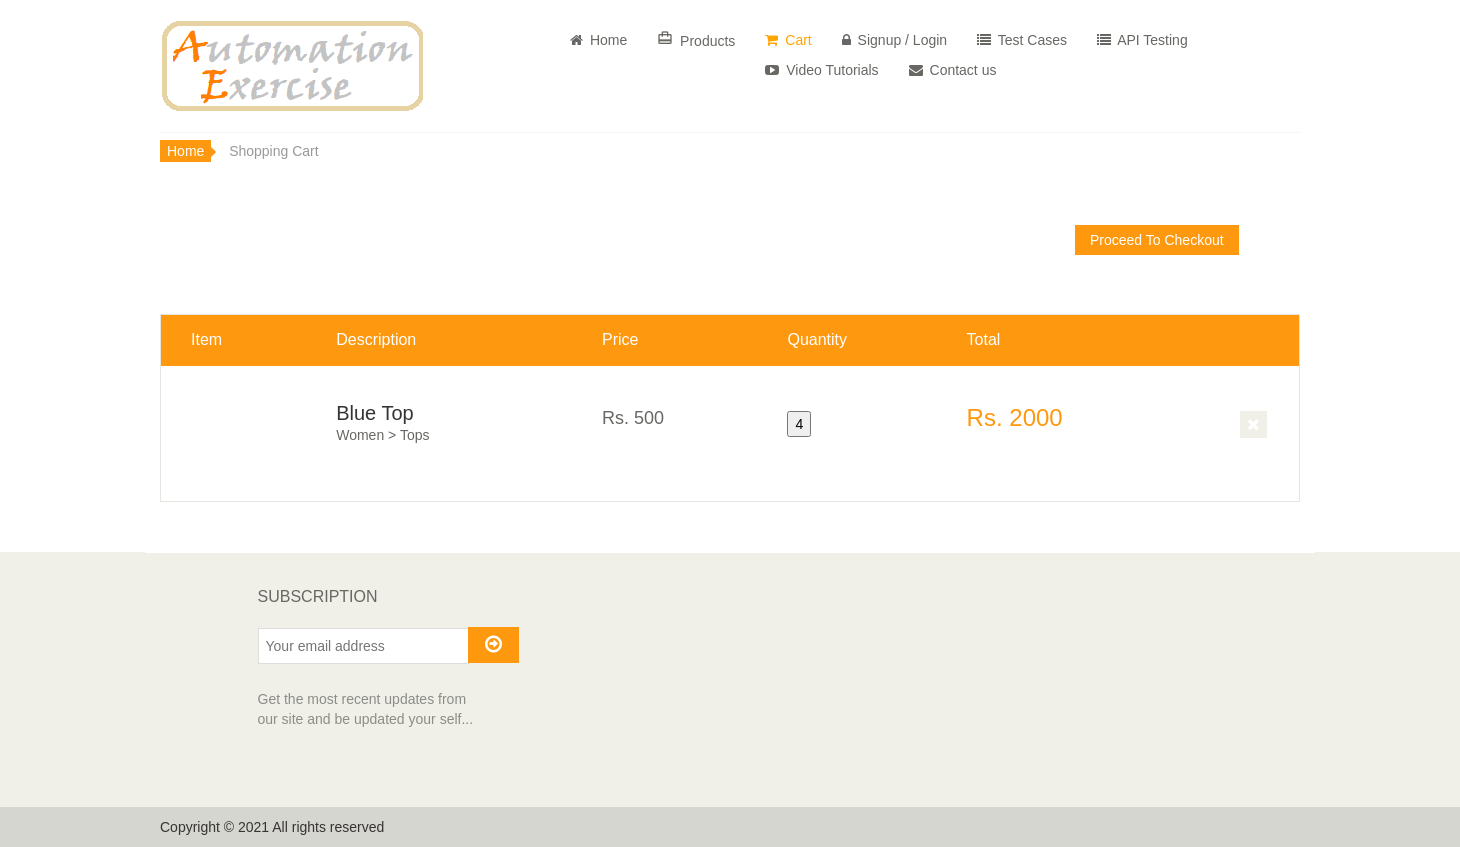 Automation
Exercise
Home Products Cart Signup / Login Test Cases API Testing
Video Tutorials Contact us
Home Shopping Cart
Proceed To Checkout
Item Description Price Quantity Total
Blue Top Rs. 500 4 Rs. 2000
Women > Tops
SUBSCRIPTION
Your email address
Get the most recent updates from
our site and be updated your self...
Copyright © 2021 All rights reserved